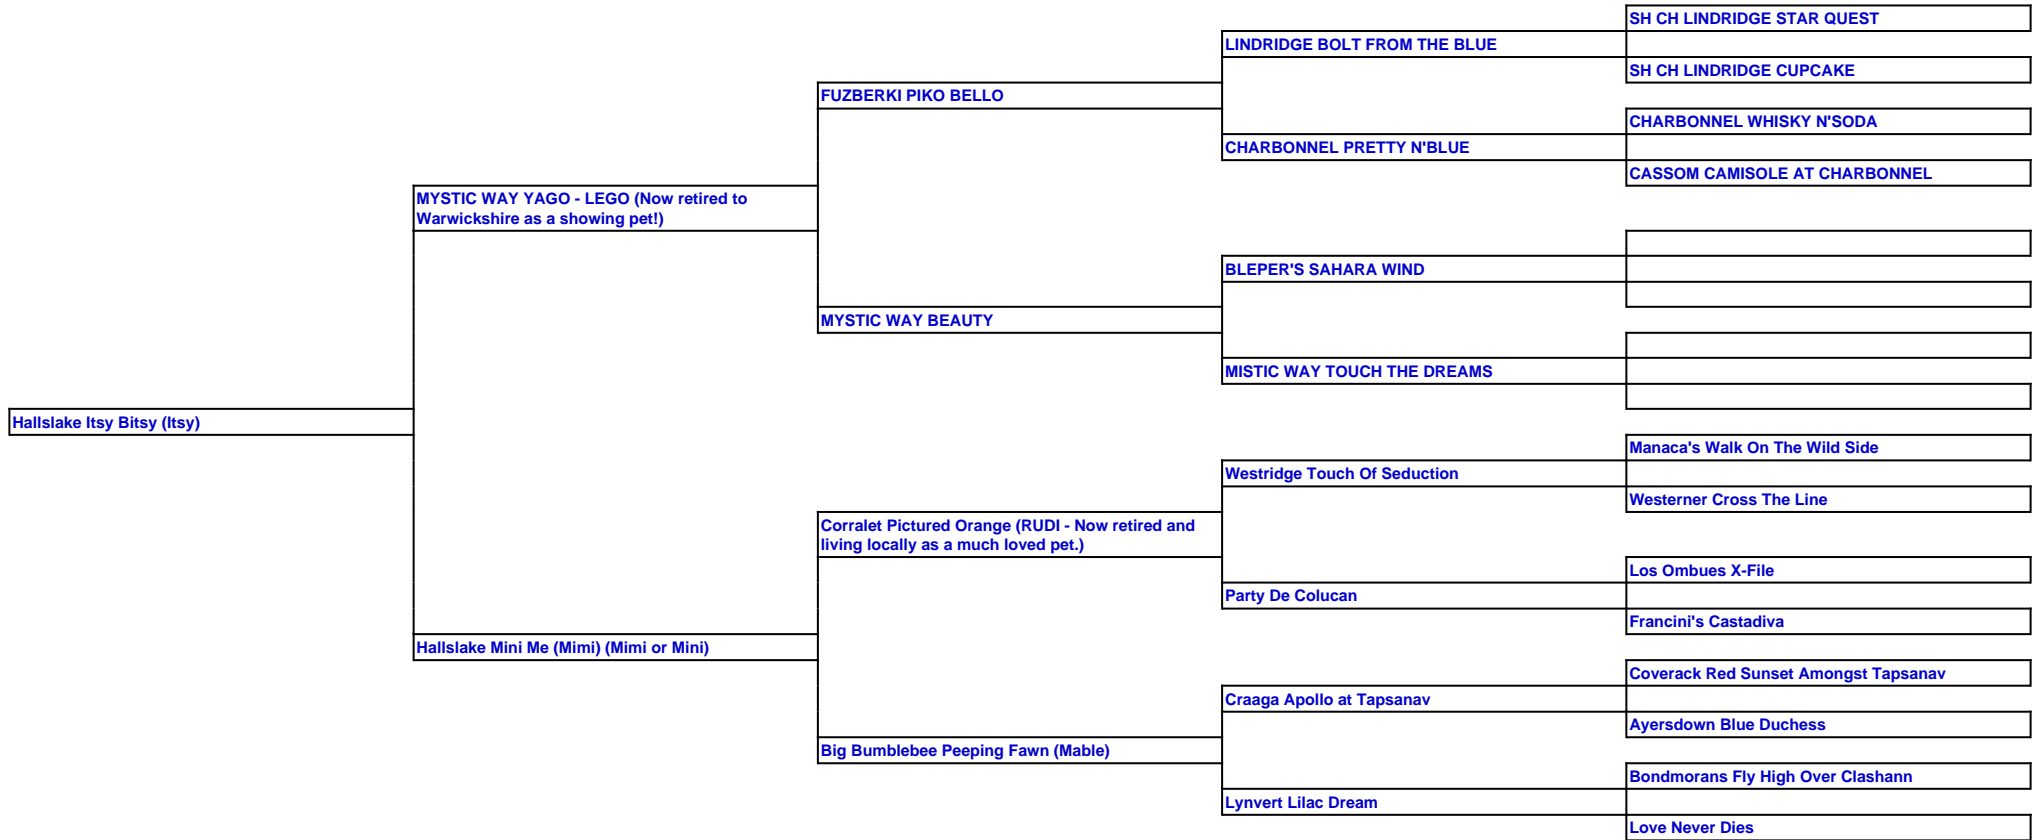 SH CH LINDRIDGE STAR QUEST
LINDRIDGE BOLT FROM THE BLUE
SH CH LINDRIDGE CUPCAKE
FUZBERKI PIKO BELLO
CHARBONNEL WHISKY N'SODA
CHARBONNEL PRETTY N'BLUE
CASSOM CAMISOLE AT CHARBONNEL
MYSTIC WAY YAGO - LEGO (Now retired to
Warwickshire as a showing pet!)
BLEPER'S SAHARA WIND
MYSTIC WAY BEAUTY
MISTIC WAY TOUCH THE DREAMS
Hallslake Itsy Bitsy (Itsy)
Manaca's Walk On The Wild Side
Westridge Touch Of Seduction
Westerner Cross The Line
Corralet Pictured Orange (RUDI - Now retired and
living locally as a much loved pet.)
Los Ombues X-File
Party De Colucan
Francini's Castadiva
Hallslake Mini Me (Mimi) (Mimi or Mini)
Coverack Red Sunset Amongst Tapsanav
Craaga Apollo at Tapsanav
Ayersdown Blue Duchess
Big Bumblebee Peeping Fawn (Mable)
Bondmorans Fly High Over Clashann
Lynvert Lilac Dream
Love Never Dies